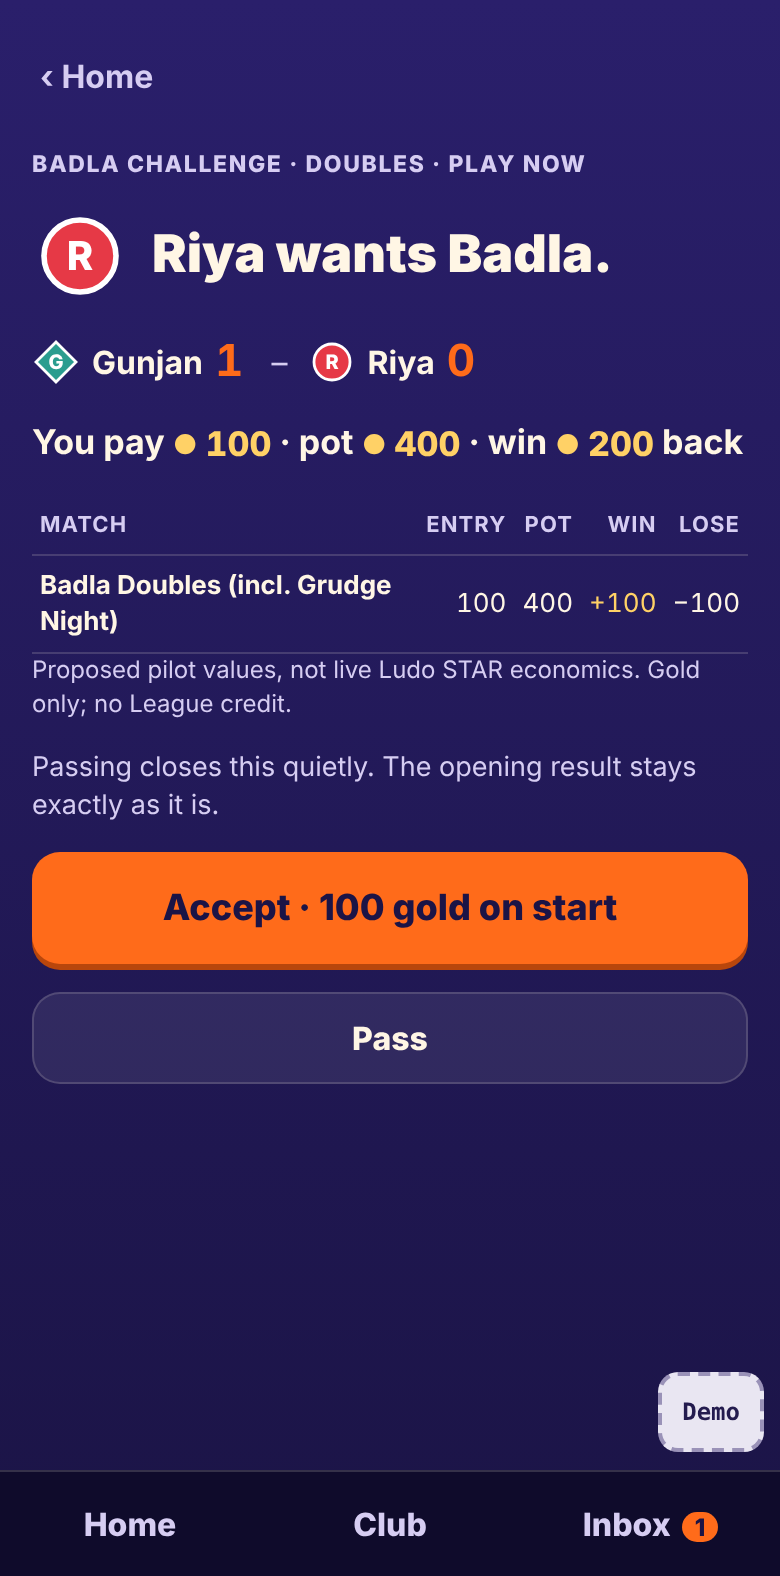 ‹ Home
BADLA CHALLENGE · DOUBLES · PLAY NOW
R Riya wants Badla.
G Gunjan 1 – R Riya 0
You pay 100 · pot 400 · win 200 back
MATCH ENTRY POT WIN LOSE
Badla Doubles (incl. Grudge
Night) 100 400 +100 −100
Proposed pilot values, not live Ludo STAR economics. Gold
only; no League credit.
Passing closes this quietly. The opening result stays
exactly as it is.
Accept · 100 gold on start
Pass
Demo
Home Club Inbox 1